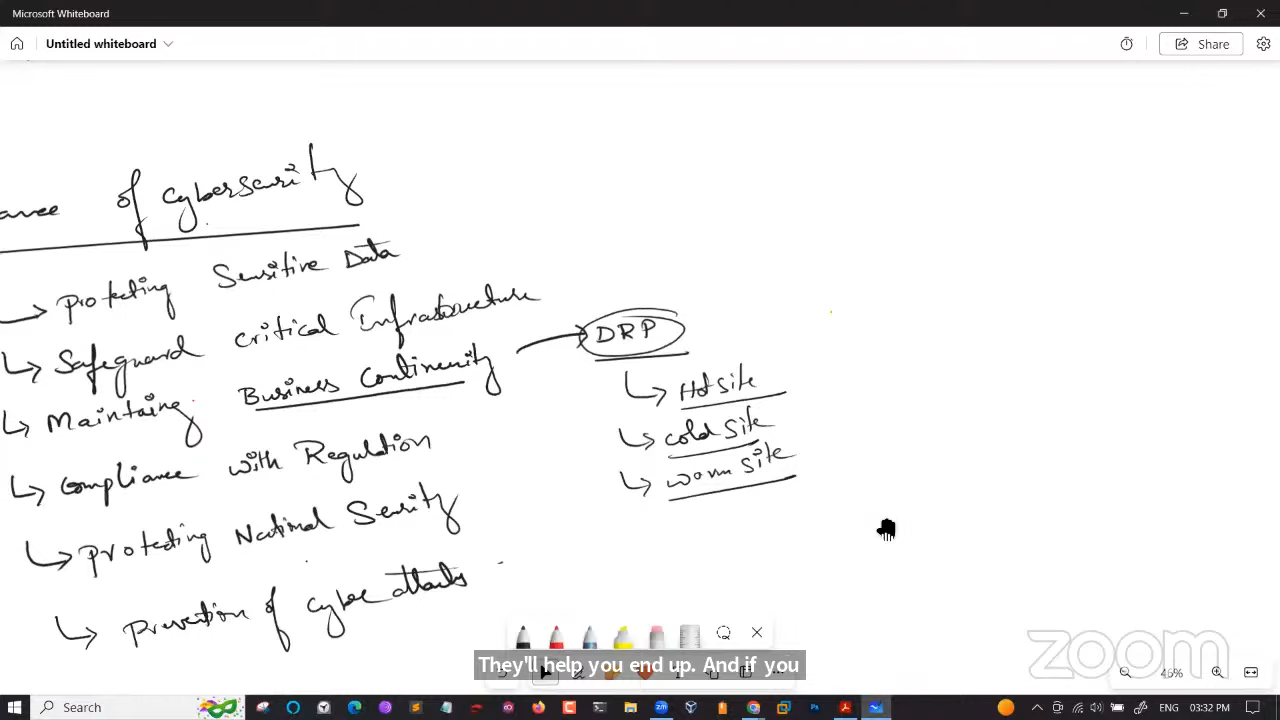 Microsoft Whiteboard
Untitled whiteboard
Share
of cybersecurity
Protecting Sensitive Data
Safeguard Critical Infrastructure
Maintaing Business Continuity
DRP
Hot Site
Cold Site
Warm Site
Compliance with Regulation
Protecting National Security
Prevention of cyber attacks
zoom
They'll help you end up. And if you
46%
Search
ENG 03:32 PM